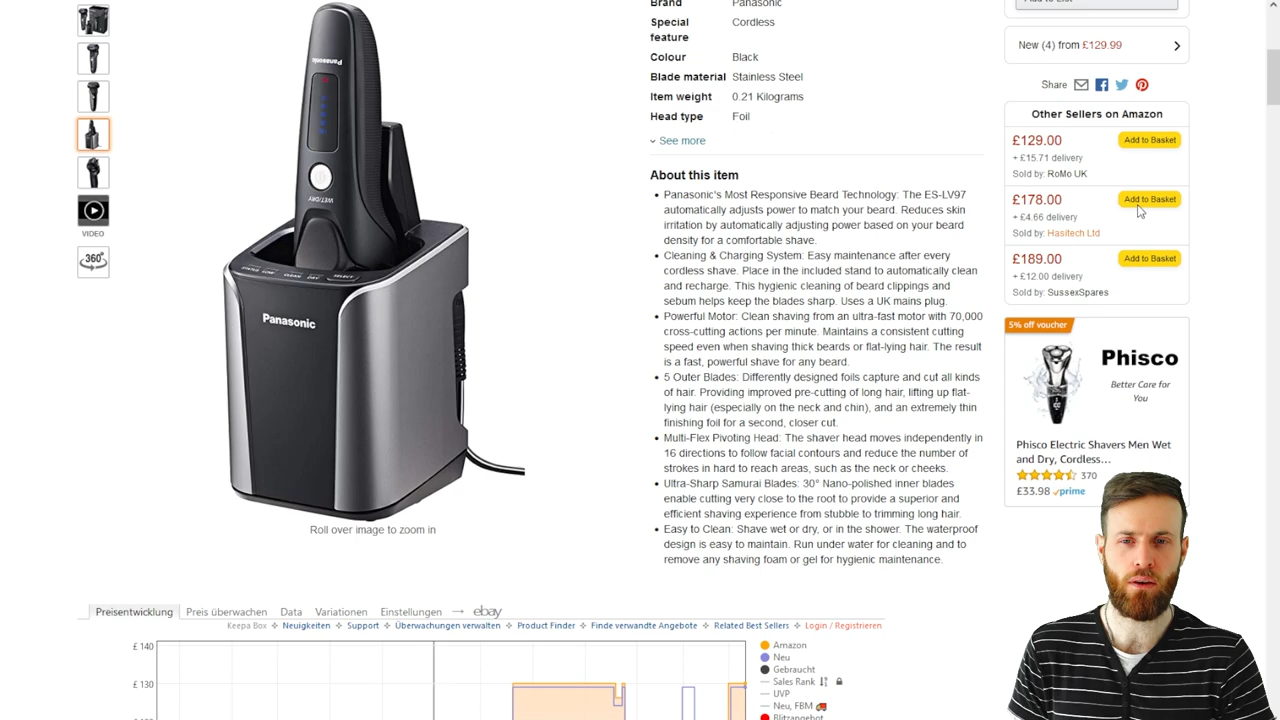 Brand Panasonic
Special feature Cordless
Colour Black
Blade material Stainless Steel
Item weight 0.21 Kilograms
Head type Foil
See more
About this item
Panasonic's Most Responsive Beard Technology: The ES-LV97
automatically adjusts power to match your beard. Reduces skin
irritation by automatically adjusting power based on your beard
density for a comfortable shave.
Cleaning & Charging System: Easy maintenance after every
cordless shave. Place in the included stand to automatically clean
and recharge. This hygienic cleaning of beard clippings and
sebum helps keep the blades sharp. Uses a UK mains plug.
Powerful Motor: Clean shaving from an ultra-fast motor with 70,000
cross-cutting actions per minute. Maintains a consistent cutting
speed even when shaving thick beards or flat-lying hair. The result
is a fast, powerful shave for any beard.
5 Outer Blades: Differently designed foils capture and cut all kinds
of hair. Providing improved pre-cutting of long hair, lifting up flat-
lying hair (especially on the neck and chin), and an extremely thin
finishing foil for a second, closer cut.
Multi-Flex Pivoting Head: The shaver head moves independently in
16 directions to follow facial contours and reduce the number of
strokes in hard to reach areas, such as the neck or cheeks.
Ultra-Sharp Samurai Blades: 30° Nano-polished inner blades
enable cutting very close to the root to provide a superior and
efficient shaving experience from stubble to trimming long hair.
Easy to Clean: Shave wet or dry, or in the shower. The waterproof
design is easy to maintain. Run under water for cleaning and to
remove any shaving foam or gel for hygienic maintenance.
VIDEO
360°
Panasonic
WET/DRY
CLEAN
DRY
SELECT
Panasonic
Roll over image to zoom in
New (4) from £129.99
Share
Other Sellers on Amazon
£129.00 Add to Basket
+ £15.71 delivery
Sold by: RoMo UK
£178.00 Add to Basket
+ £4.66 delivery
Sold by: Hasitech Ltd
£189.00 Add to Basket
+ £12.00 delivery
Sold by: SussexSpares
5% off voucher
Phisco
Better Care for
You
Phisco Electric Shavers Men Wet
and Dry, Cordless…
370
£33.98 prime
Preisentwicklung Preis überwachen Data Variationen Einstellungen → ebay
Keepa Box Neuigkeiten Support Überwachungen verwalten Product Finder Finde verwandte Angebote Related Best Sellers Login / Registrieren
£ 140
£ 130
Amazon
Neu
Gebraucht
Sales Rank
UVP
Neu, FBM
Blitzangebot